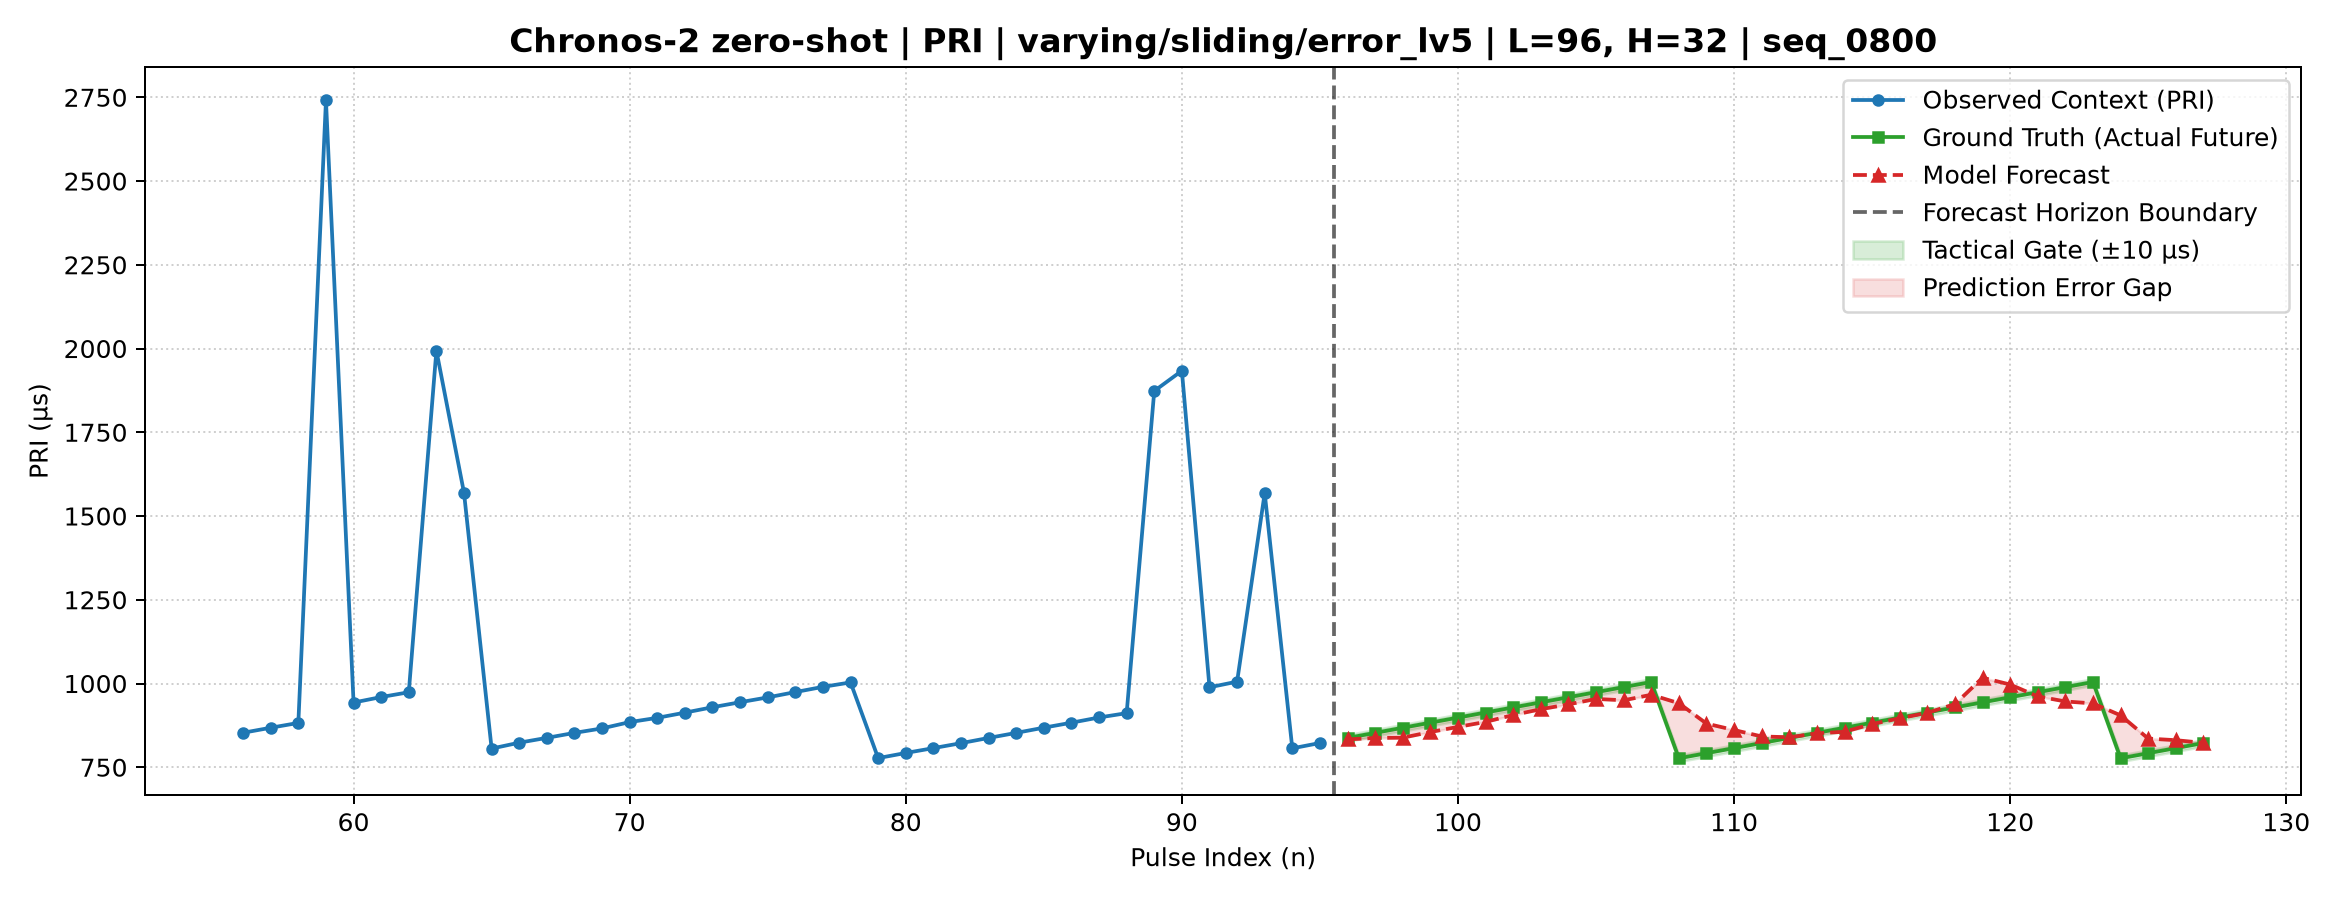 Chronos-2 zero-shot | PRI | varying/sliding/error_lv5 | L=96, H=32 | seq_0800
PRI (µs)
2750
2500
2250
2000
1750
1500
1250
1000
750
Observed Context (PRI)
Ground Truth (Actual Future)
Model Forecast
Forecast Horizon Boundary
Tactical Gate (±10 µs)
Prediction Error Gap
60 70 80 90 100 110 120 130
Pulse Index (n)